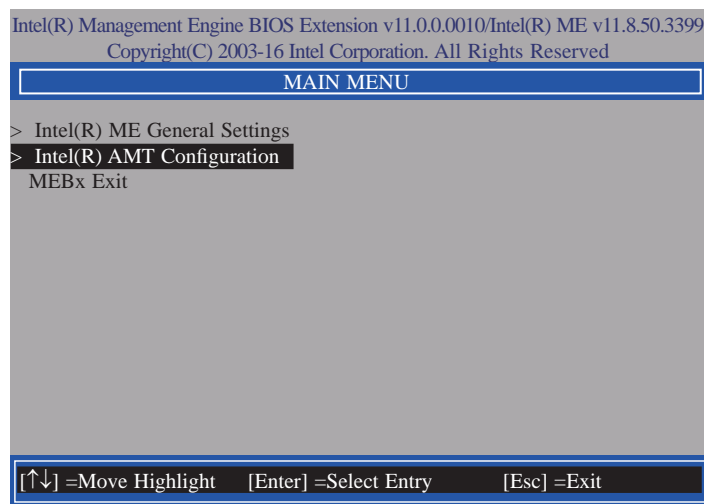 Intel(R) Management Engine BIOS Extension v11.0.0.0010/Intel(R) ME v11.8.50.3399
Copyright(C) 2003-16 Intel Corporation. All Rights Reserved
MAIN MENU
> Intel(R) ME General Settings
> Intel(R) AMT Configuration
MEBx Exit
[↑↓] =Move Highlight [Enter] =Select Entry [Esc] =Exit